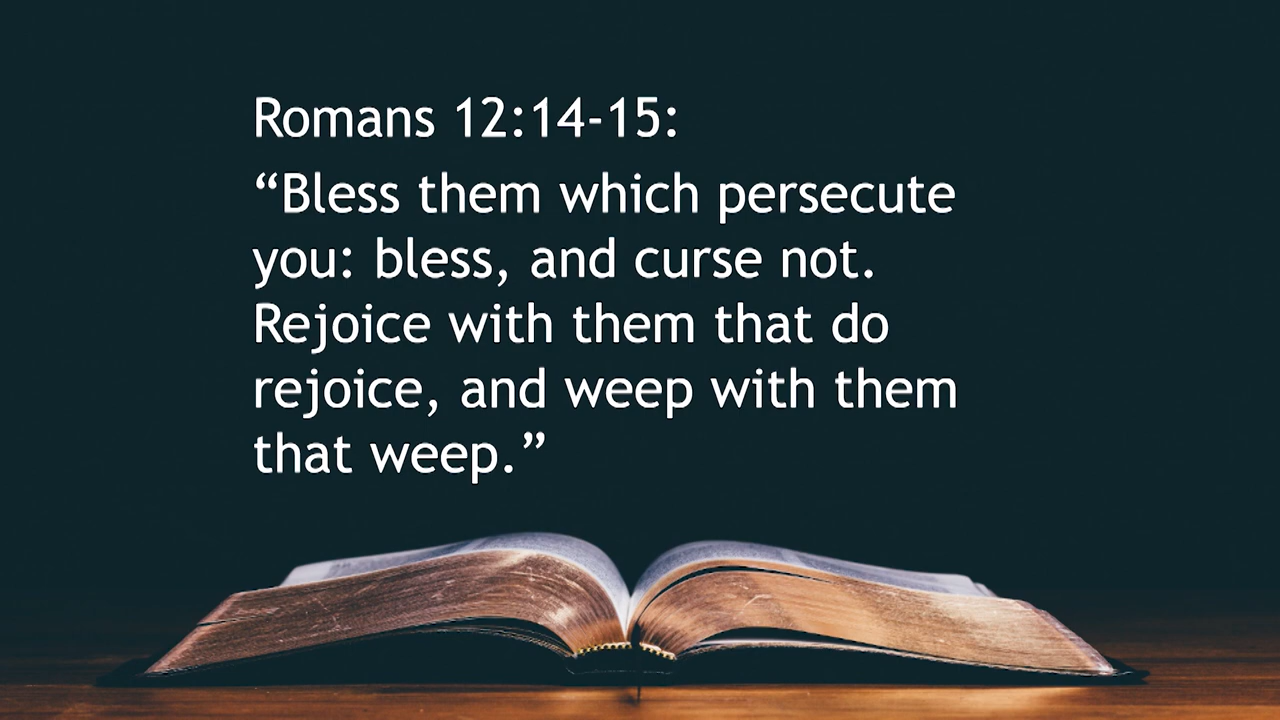 Romans 12:14-15:
“Bless them which persecute
you: bless, and curse not.
Rejoice with them that do
rejoice, and weep with them
that weep.”